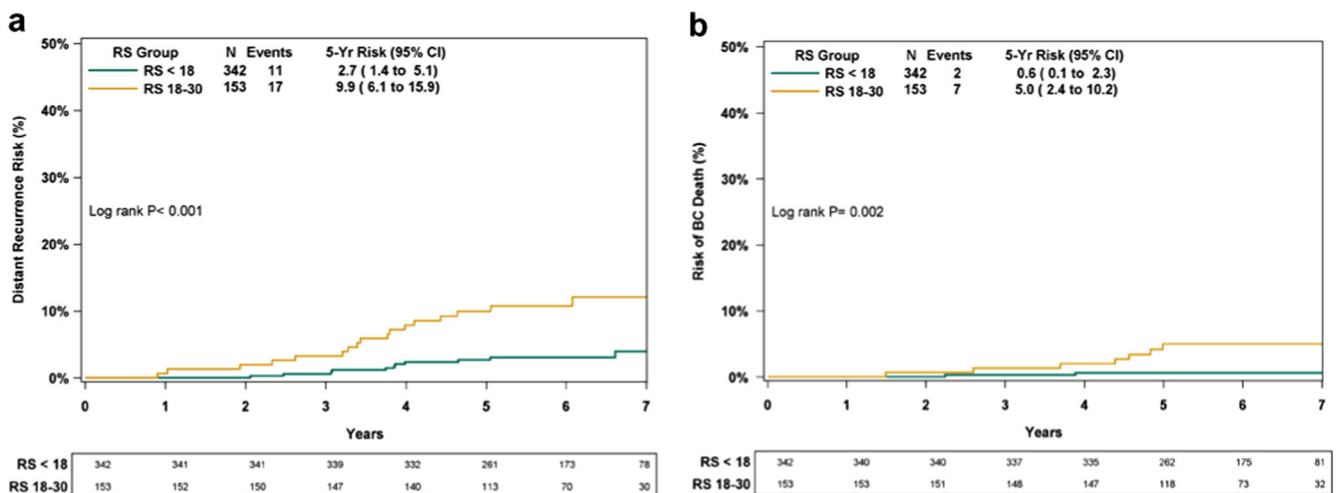 a
RS Group N Events 5-Yr Risk (95% CI)
RS < 18 342 11 2.7 ( 1.4 to 5.1)
RS 18-30 153 17 9.9 ( 6.1 to 15.9)
Distant Recurrence Risk (%)
50%
40%
30%
20%
10%
0%
Log rank P< 0.001
0 1 2 3 4 5 6 7
Years
RS < 18 342 341 341 339 332 261 173 78
RS 18-30 153 152 150 147 140 113 70 30
b
RS Group N Events 5-Yr Risk (95% CI)
RS < 18 342 2 0.6 ( 0.1 to 2.3)
RS 18-30 153 7 5.0 ( 2.4 to 10.2)
Risk of BC Death (%)
50%
40%
30%
20%
10%
0%
Log rank P= 0.002
0 1 2 3 4 5 6 7
Years
RS < 18 342 340 340 337 335 262 175 81
RS 18-30 153 153 151 148 147 118 73 32